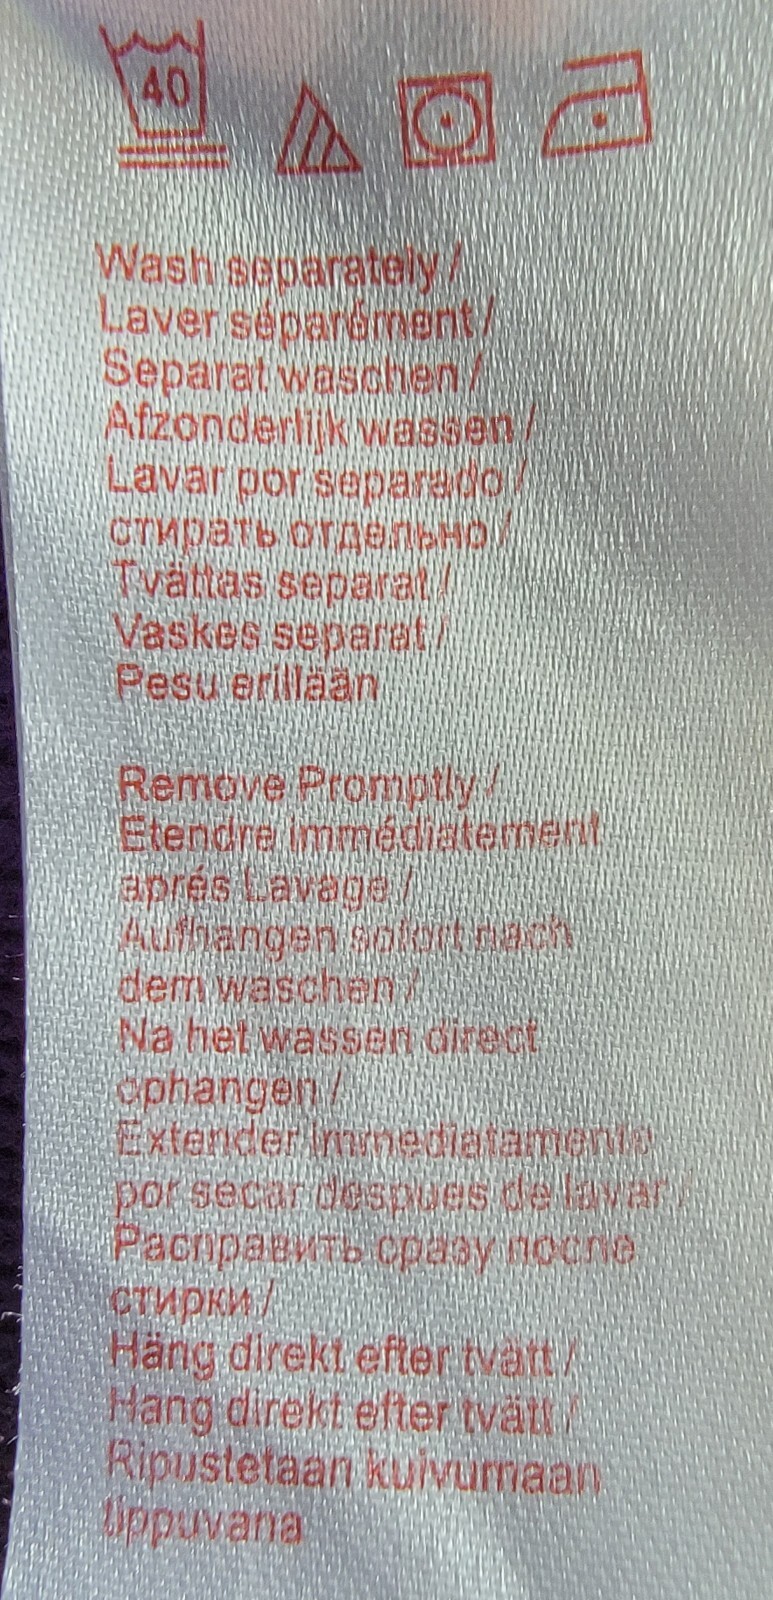 40
Wash separately /
Laver séparément /
Separat waschen /
Afzonderlijk wassen /
Lavar por separado /
стирать отдельно /
Tvättas separat /
Vaskes separat /
Pesu erillään
Remove Promptly /
Etendre immédiatement
aprés Lavage /
Aufhangen sofort nach
dem waschen /
Na het wassen direct
ophangen /
Extender immediatamente
por secar despues de lavar /
Расправить сразу после
стирки /
Häng direkt efter tvätt /
Hang direkt efter tvätt /
Ripustetaan kuivumaan
tippuvana